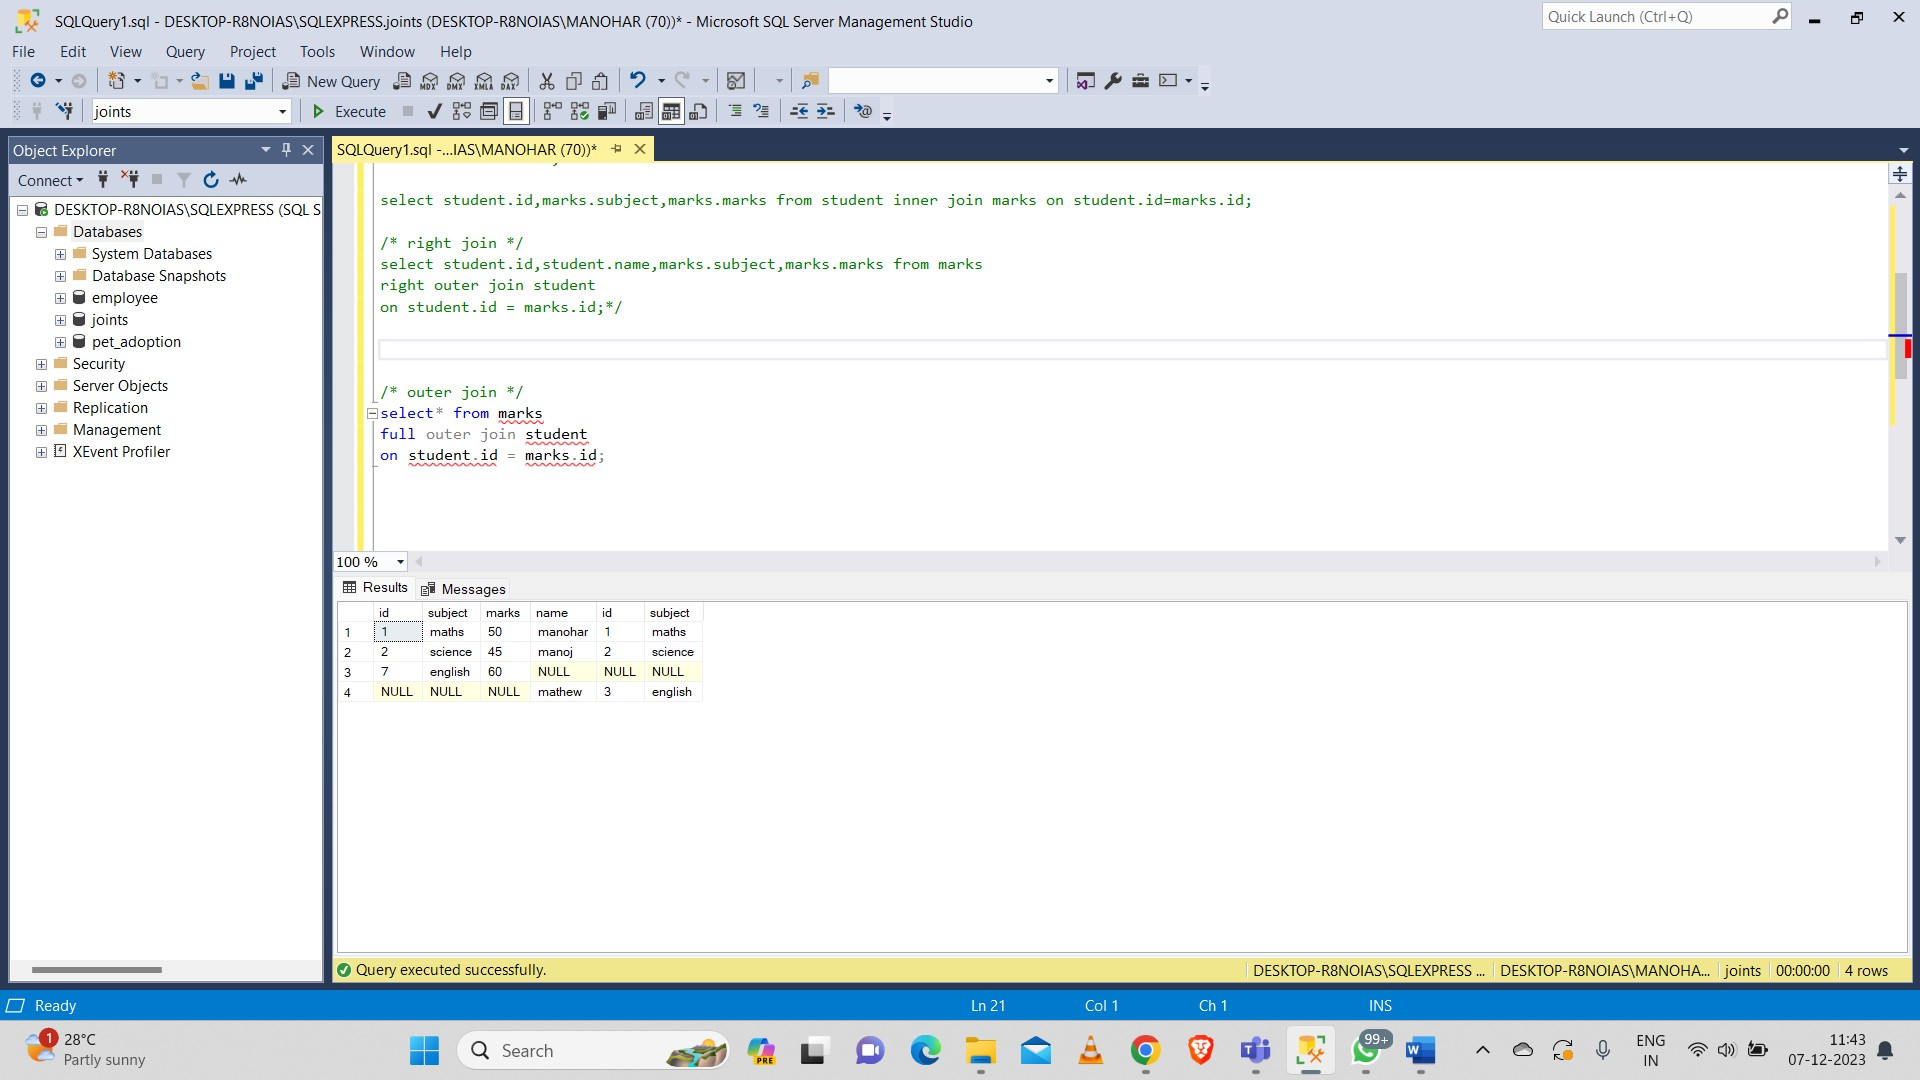 SQLQuery1.sql - DESKTOP-R8NOIAS\SQLEXPRESS.joints (DESKTOP-R8NOIAS\MANOHAR (70))* - Microsoft SQL Server Management Studio
Quick Launch (Ctrl+Q)
File Edit View Query Project Tools Window Help
New Query MDX DMX XMLA DAX
joints Execute
Object Explorer
SQLQuery1.sql -...IAS\MANOHAR (70))*
Connect
DESKTOP-R8NOIAS\SQLEXPRESS (SQL S
Databases
System Databases
Database Snapshots
employee
joints
pet_adoption
Security
Server Objects
Replication
Management
XEvent Profiler
select student.id,marks.subject,marks.marks from student inner join marks on student.id=marks.id;
/* right join */
select student.id,student.name,marks.subject,marks.marks from marks
right outer join student
on student.id = marks.id;*/
/* outer join */
select* from marks
full outer join student
on student.id = marks.id;
100 %
Results Messages
id subject marks name id subject
1 1 maths 50 manohar 1 maths
2 2 science 45 manoj 2 science
3 7 english 60 NULL NULL NULL
4 NULL NULL NULL mathew 3 english
Query executed successfully.
DESKTOP-R8NOIAS\SQLEXPRESS ... DESKTOP-R8NOIAS\MANOHA... joints 00:00:00 4 rows
Ready Ln 21 Col 1 Ch 1 INS
1 28°C
Partly sunny
Search
PRE
99+
ENG
IN
11:43
07-12-2023